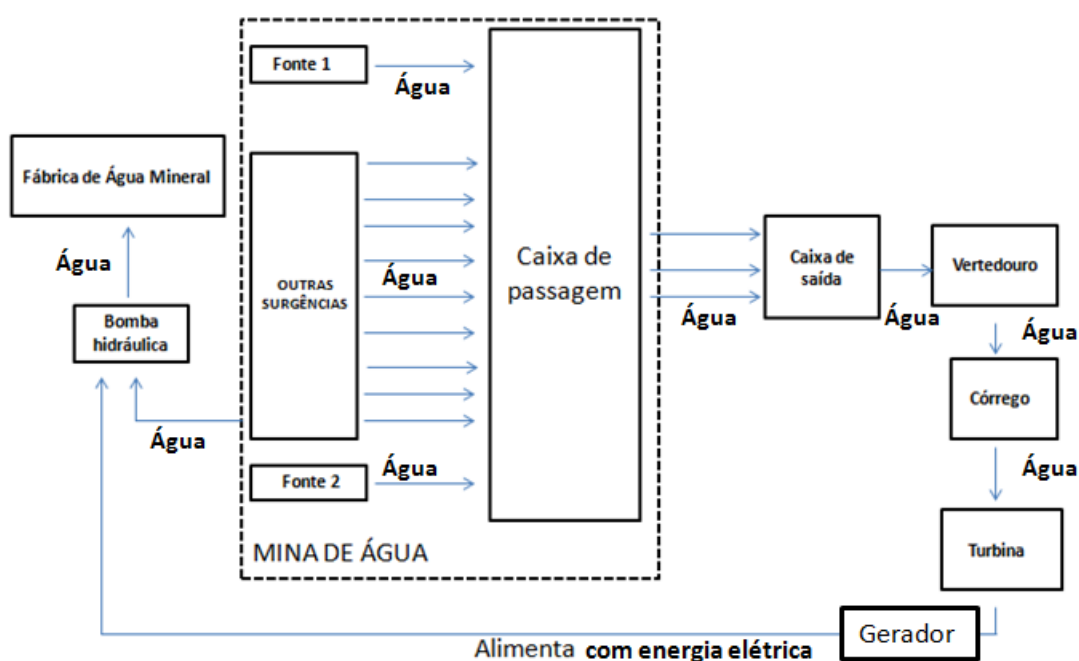 Fonte 1
Água
Fábrica de Água Mineral
Água
Bomba
hidráulica
Água
OUTRAS
SURGÊNCIAS
Água
Fonte 2
Água
MINA DE ÁGUA
Caixa de
passagem
Água
Caixa de
saída
Água
Vertedouro
Água
Córrego
Água
Turbina
Gerador
Alimenta com energia elétrica